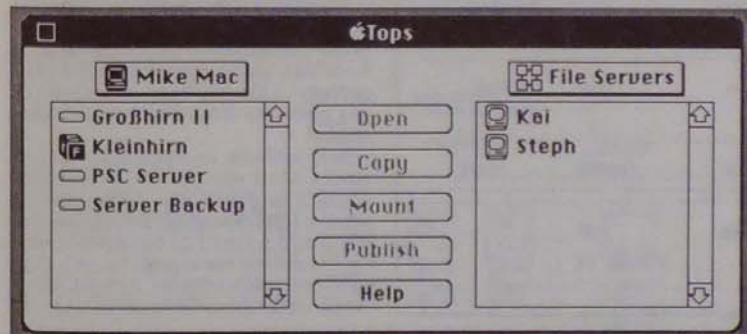 Tops
Mike Mac
Großhirn II
Kleinhirn
PSC Server
Server Backup
Open
Copy
Mount
Publish
Help
File Servers
Kai
Steph